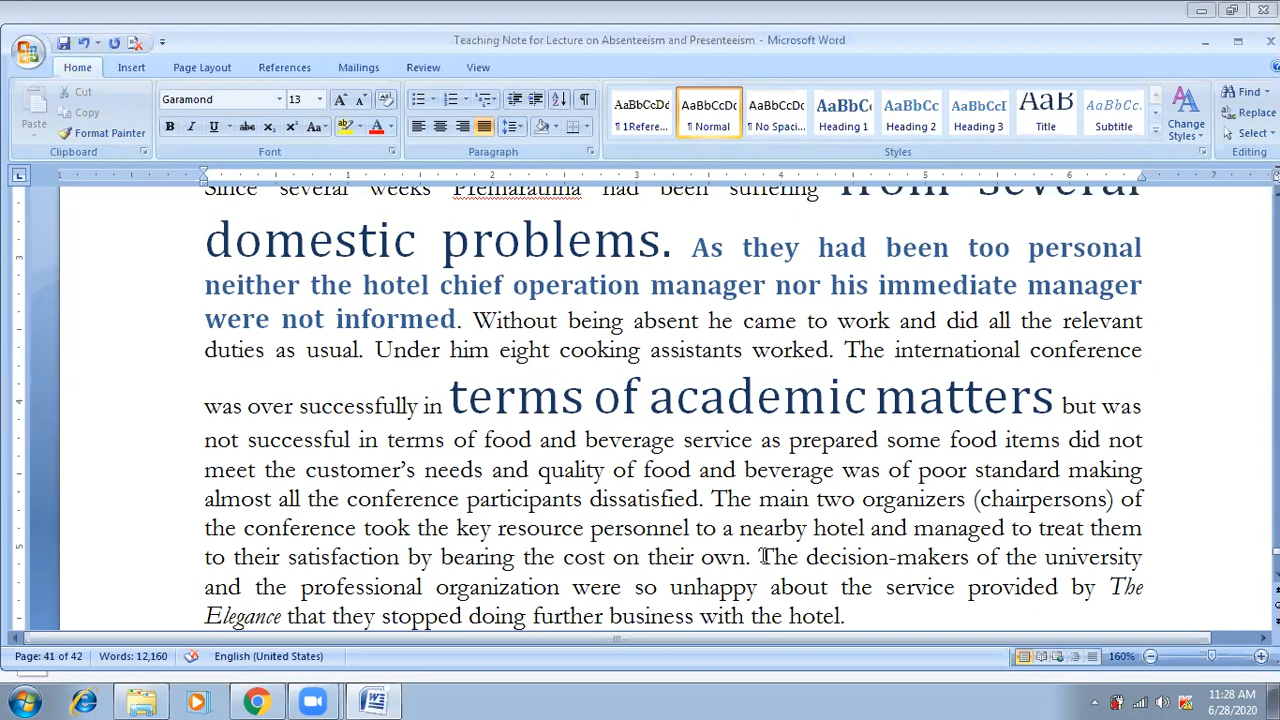 Teaching Note for Lecture on Absenteeism and Presenteeism - Microsoft Word
Home Insert Page Layout References Mailings Review View
Paste
Cut
Copy
Format Painter
Clipboard
Garamond 13
Font
Paragraph
AaBbCcDd AaBbCcDc AaBbCcDc AaBbC AaBbCc AaBbCcI AaB AaBbCc.
¶ 1Refere... ¶ Normal ¶ No Spaci... Heading 1 Heading 2 Heading 3 Title Subtitle
Change Styles
Styles
Find
Replace
Select
Editing
1 2 3 4 5 6 7
Since several weeks Premarathna had been suffering from several
domestic problems. As they had been too personal
neither the hotel chief operation manager nor his immediate manager
were not informed. Without being absent he came to work and did all the relevant
duties as usual. Under him eight cooking assistants worked. The international conference
was over successfully in terms of academic matters but was
not successful in terms of food and beverage service as prepared some food items did not
meet the customer's needs and quality of food and beverage was of poor standard making
almost all the conference participants dissatisfied. The main two organizers (chairpersons) of
the conference took the key resource personnel to a nearby hotel and managed to treat them
to their satisfaction by bearing the cost on their own. The decision-makers of the university
and the professional organization were so unhappy about the service provided by The
Elegance that they stopped doing further business with the hotel.
Page: 41 of 42 Words: 12,160 English (United States) 160%
11:28 AM
6/28/2020